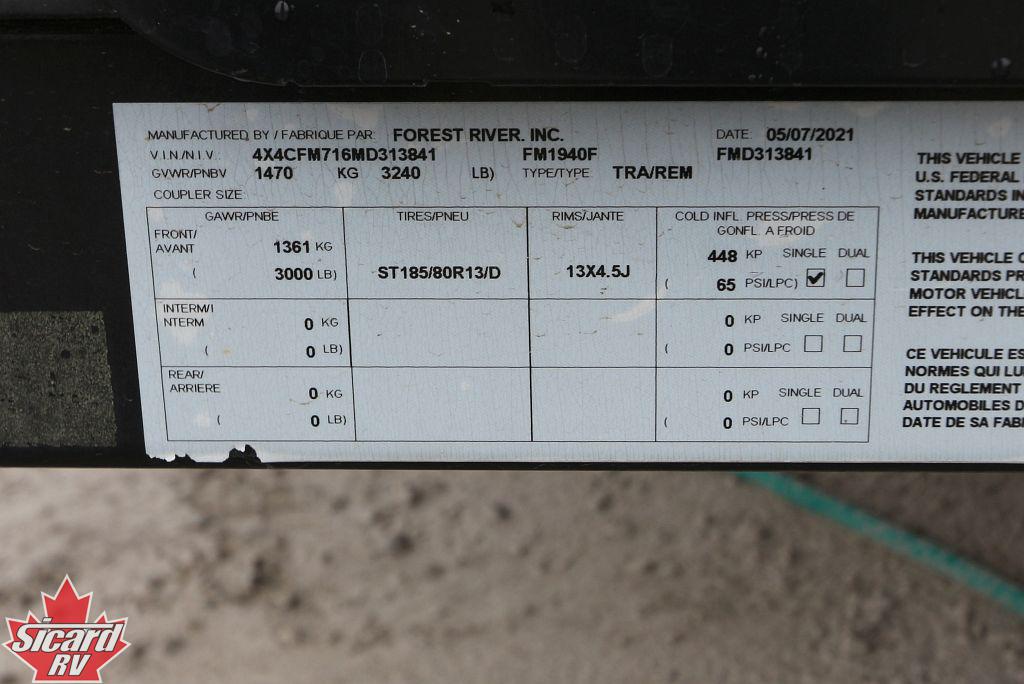 MANUFACTURED BY / FABRIQUE PAR: FOREST RIVER. INC. DATE: 05/07/2021
V.I.N./N.I.V.: 4X4CFM716MD313841 FM1940F FMD313841
GVWR/PNBV 1470 KG 3240 LB) TYPE/TYPE TRA/REM
COUPLER SIZE
GAWR/PNBE TIRES/PNEU RIMS/JANTE COLD INFL. PRESS/PRESS DE
GONFL. A FROID
FRONT/
AVANT 1361 KG 448 KP SINGLE DUAL
( 3000 LB) ST185/80R13/D 13X4.5J ( 65 PSI/LPC)
INTERM/I
NTERM 0 KG 0 KP SINGLE DUAL
( 0 LB) ( 0 PSI/LPC
REAR/
ARRIERE 0 KG 0 KP SINGLE DUAL
( 0 LB) ( 0 PSI/LPC
THIS VEHICLE
U.S. FEDERAL
STANDARDS IN
MANUFACTURE
THIS VEHICLE
STANDARDS PR
MOTOR VEHICL
EFFECT ON THE
CE VEHICULE ES
NORMES QUI LU
DU REGLEMENT
AUTOMOBILES D
DATE DE SA FAB
Sicard
RV